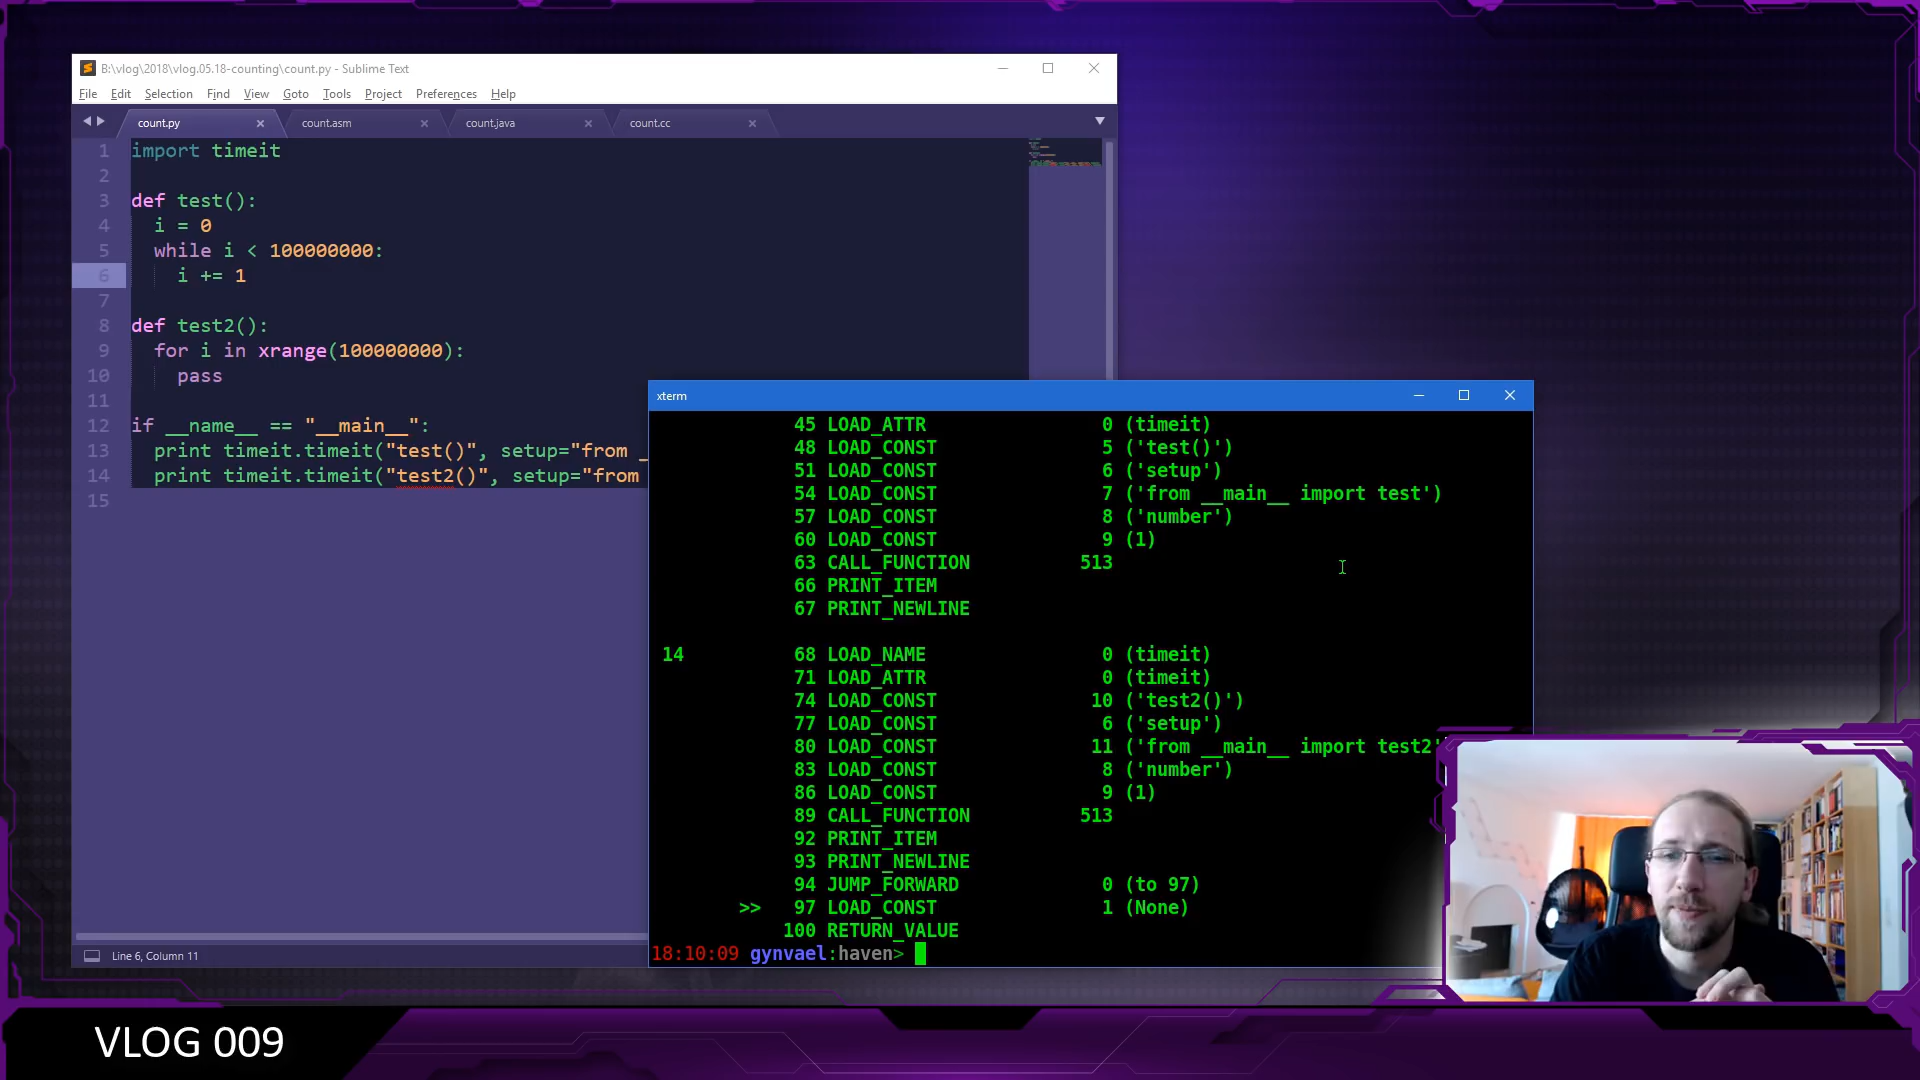 B:\vlog\2018\vlog.05.18-counting\count.py - Sublime Text
File Edit Selection Find View Goto Tools Project Preferences Help
count.py count.asm count.java count.cc
1 import timeit
2
3 def test():
4 i = 0
5 while i < 100000000:
6 i += 1
7
8 def test2():
9 for i in xrange(100000000):
10 pass
11
12 if __name__ == "__main__":
13 print timeit.timeit("test()", setup="from _
14 print timeit.timeit("test2()", setup="from
15
Line 6, Column 11
xterm
45 LOAD_ATTR 0 (timeit)
48 LOAD_CONST 5 ('test()')
51 LOAD_CONST 6 ('setup')
54 LOAD_CONST 7 ('from __main__ import test')
57 LOAD_CONST 8 ('number')
60 LOAD_CONST 9 (1)
63 CALL_FUNCTION 513
66 PRINT_ITEM
67 PRINT_NEWLINE
14 68 LOAD_NAME 0 (timeit)
71 LOAD_ATTR 0 (timeit)
74 LOAD_CONST 10 ('test2()')
77 LOAD_CONST 6 ('setup')
80 LOAD_CONST 11 ('from __main__ import test2'
83 LOAD_CONST 8 ('number')
86 LOAD_CONST 9 (1)
89 CALL_FUNCTION 513
92 PRINT_ITEM
93 PRINT_NEWLINE
94 JUMP_FORWARD 0 (to 97)
>> 97 LOAD_CONST 1 (None)
100 RETURN_VALUE
18:10:09 gynvael:haven>
VLOG 009